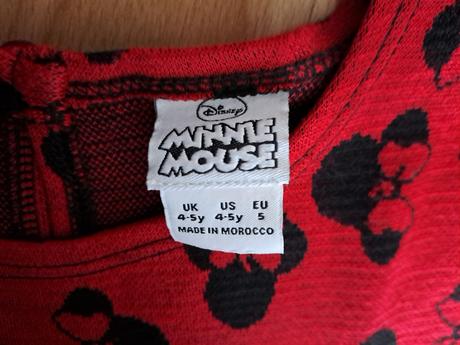 Disney
MINNIE
MOUSE
UK US EU
4-5y 4-5y 5
MADE IN MOROCCO